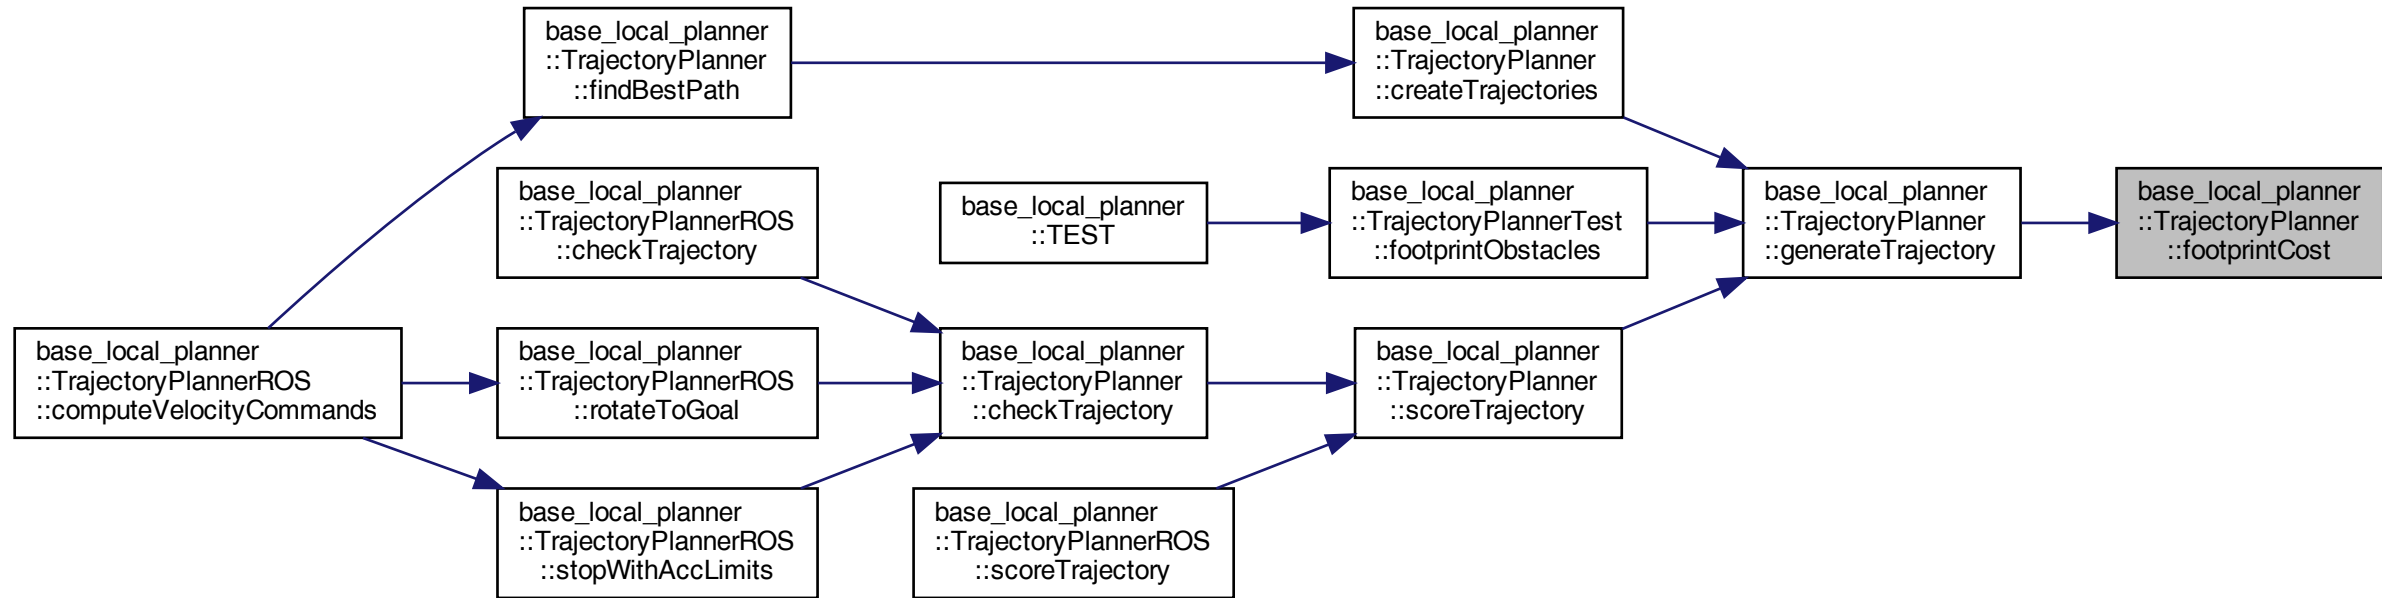 base_local_planner
::TrajectoryPlanner
::findBestPath
base_local_planner
::TrajectoryPlanner
::createTrajectories
base_local_planner
::TrajectoryPlannerROS
::checkTrajectory
base_local_planner
::TEST
base_local_planner
::TrajectoryPlannerTest
::footprintObstacles
base_local_planner
::TrajectoryPlanner
::generateTrajectory
base_local_planner
::TrajectoryPlanner
::footprintCost
base_local_planner
::TrajectoryPlannerROS
::computeVelocityCommands
base_local_planner
::TrajectoryPlannerROS
::rotateToGoal
base_local_planner
::TrajectoryPlanner
::checkTrajectory
base_local_planner
::TrajectoryPlanner
::scoreTrajectory
base_local_planner
::TrajectoryPlannerROS
::stopWithAccLimits
base_local_planner
::TrajectoryPlannerROS
::scoreTrajectory